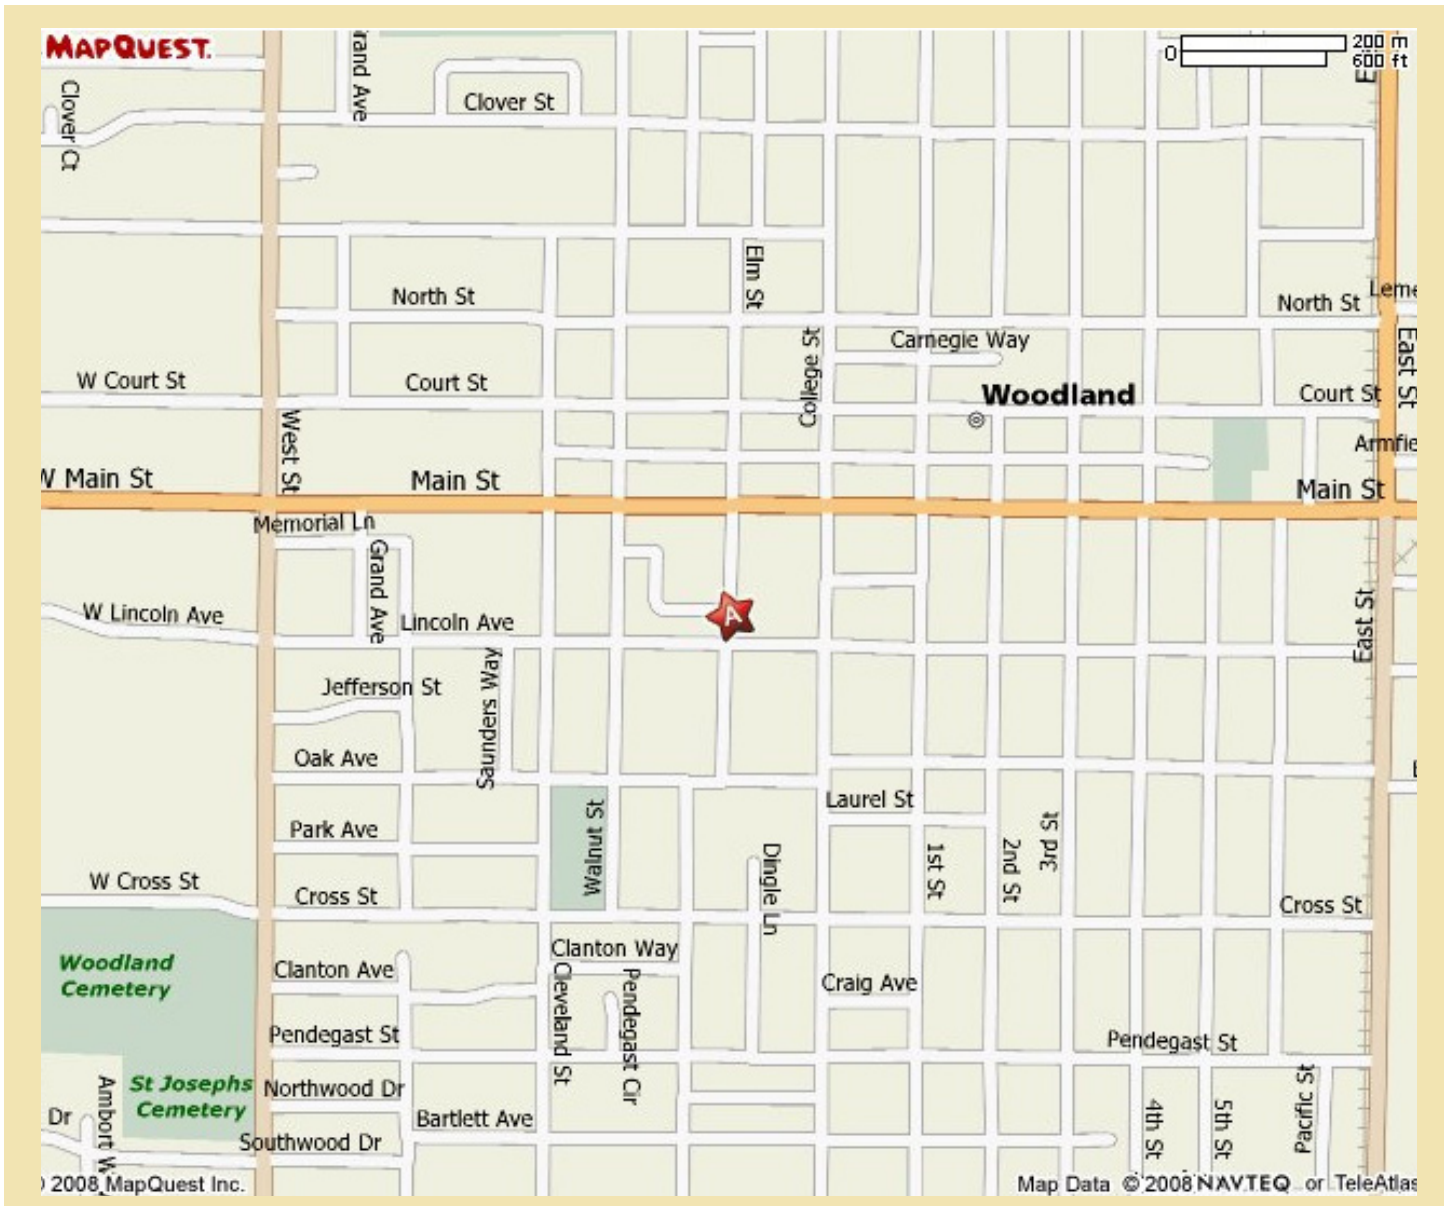 MAPQUEST.
0
200 m
600 ft
Clover Ct
rand Ave
Clover St
Elm St
North St
North St
Leme
Carnegie Way
College St
East St
W Court St
Court St
Woodland
Court St
West St
Armfie
W Main St
Main St
Main St
Memorial Ln
Grand Ave
A
W Lincoln Ave
Lincoln Ave
East St
Jefferson St
Saunders Way
Oak Ave
Laurel St
Walnut St
Park Ave
3rd St
Dingle Ln
1st St
2nd St
W Cross St
Cross St
Cross St
Woodland
Cemetery
Clanton Way
Clanton Ave
Cleveland St
Pendegast Cir
Craig Ave
Pendegast St
Pendegast St
St Josephs
Cemetery
Northwood Dr
Ambort W
Dr
Bartlett Ave
4th St
5th St
Pacific St
Southwood Dr
© 2008 MapQuest Inc.
Map Data © 2008 NAVTEQ or TeleAtlas